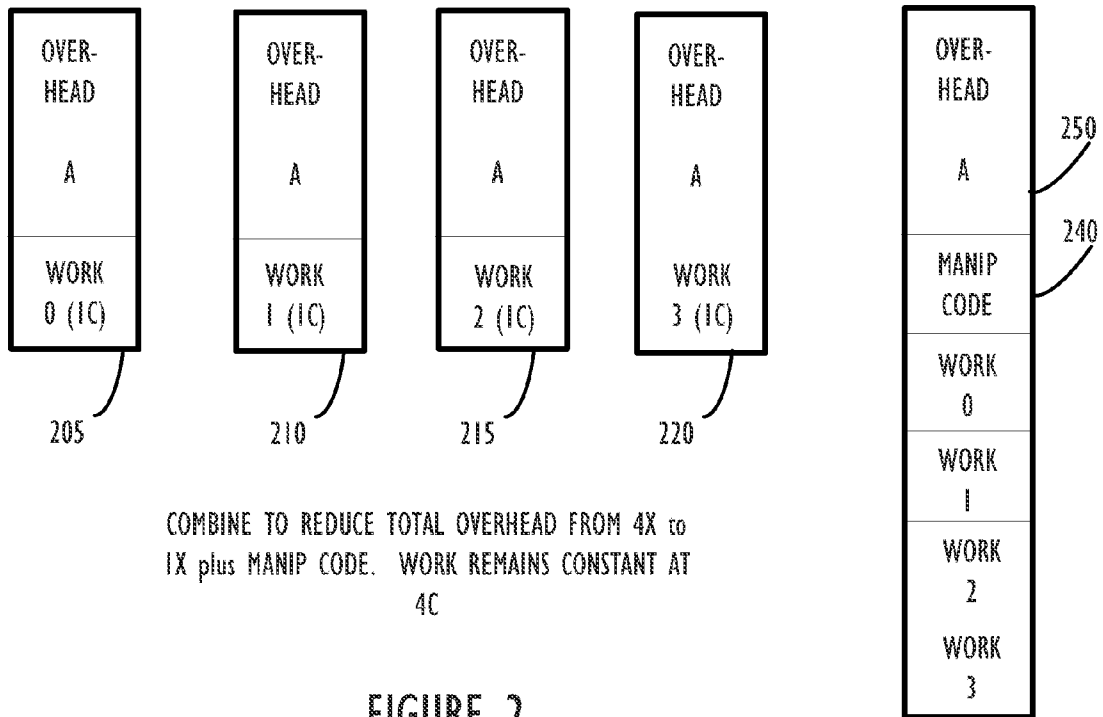 OVER-
HEAD
A
WORK
0 (1C)
205
OVER-
HEAD
A
WORK
1 (1C)
210
OVER-
HEAD
A
WORK
2 (1C)
215
OVER-
HEAD
A
WORK
3 (1C)
220
OVER-
HEAD
A
250
MANIP
CODE
240
WORK
0
WORK
1
WORK
2
WORK
3
COMBINE TO REDUCE TOTAL OVERHEAD FROM 4X to
1X plus MANIP CODE. WORK REMAINS CONSTANT AT
4C
FIGURE 2